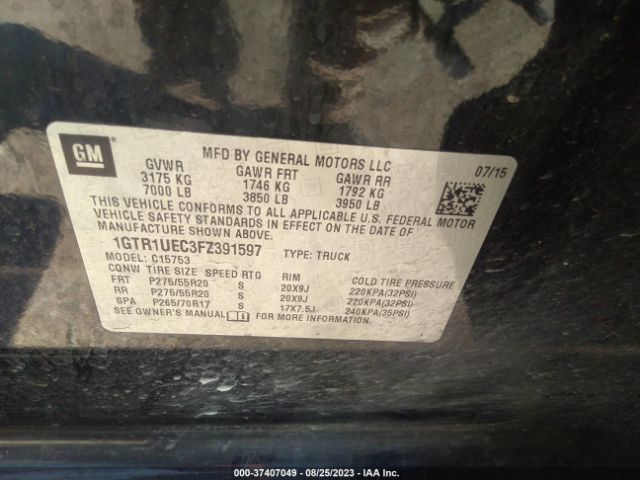 GM
MFD BY GENERAL MOTORS LLC
07/15
GVWR GAWR FRT GAWR RR
3175 KG 1746 KG 1792 KG
7000 LB 3850 LB 3950 LB
THIS VEHICLE CONFORMS TO ALL APPLICABLE U.S. FEDERAL MOTOR
VEHICLE SAFETY STANDARDS IN EFFECT ON THE DATE OF
MANUFACTURE SHOWN ABOVE.
1GTR1UEC3FZ391597 TYPE: TRUCK
MODEL: C15753
CQNW TIRE SIZE SPEED RTG RIM COLD TIRE PRESSURE
FRT P275/55R20 S 20X9J 220KPA(32PSI)
RR P275/55R20 S 20X9J 220KPA(32PSI)
SPA P265/70R17 S 17X7.5J 240KPA(35PSI)
SEE OWNER'S MANUAL i FOR MORE INFORMATION.
000-37407049 - 08/25/2023 - IAA Inc.